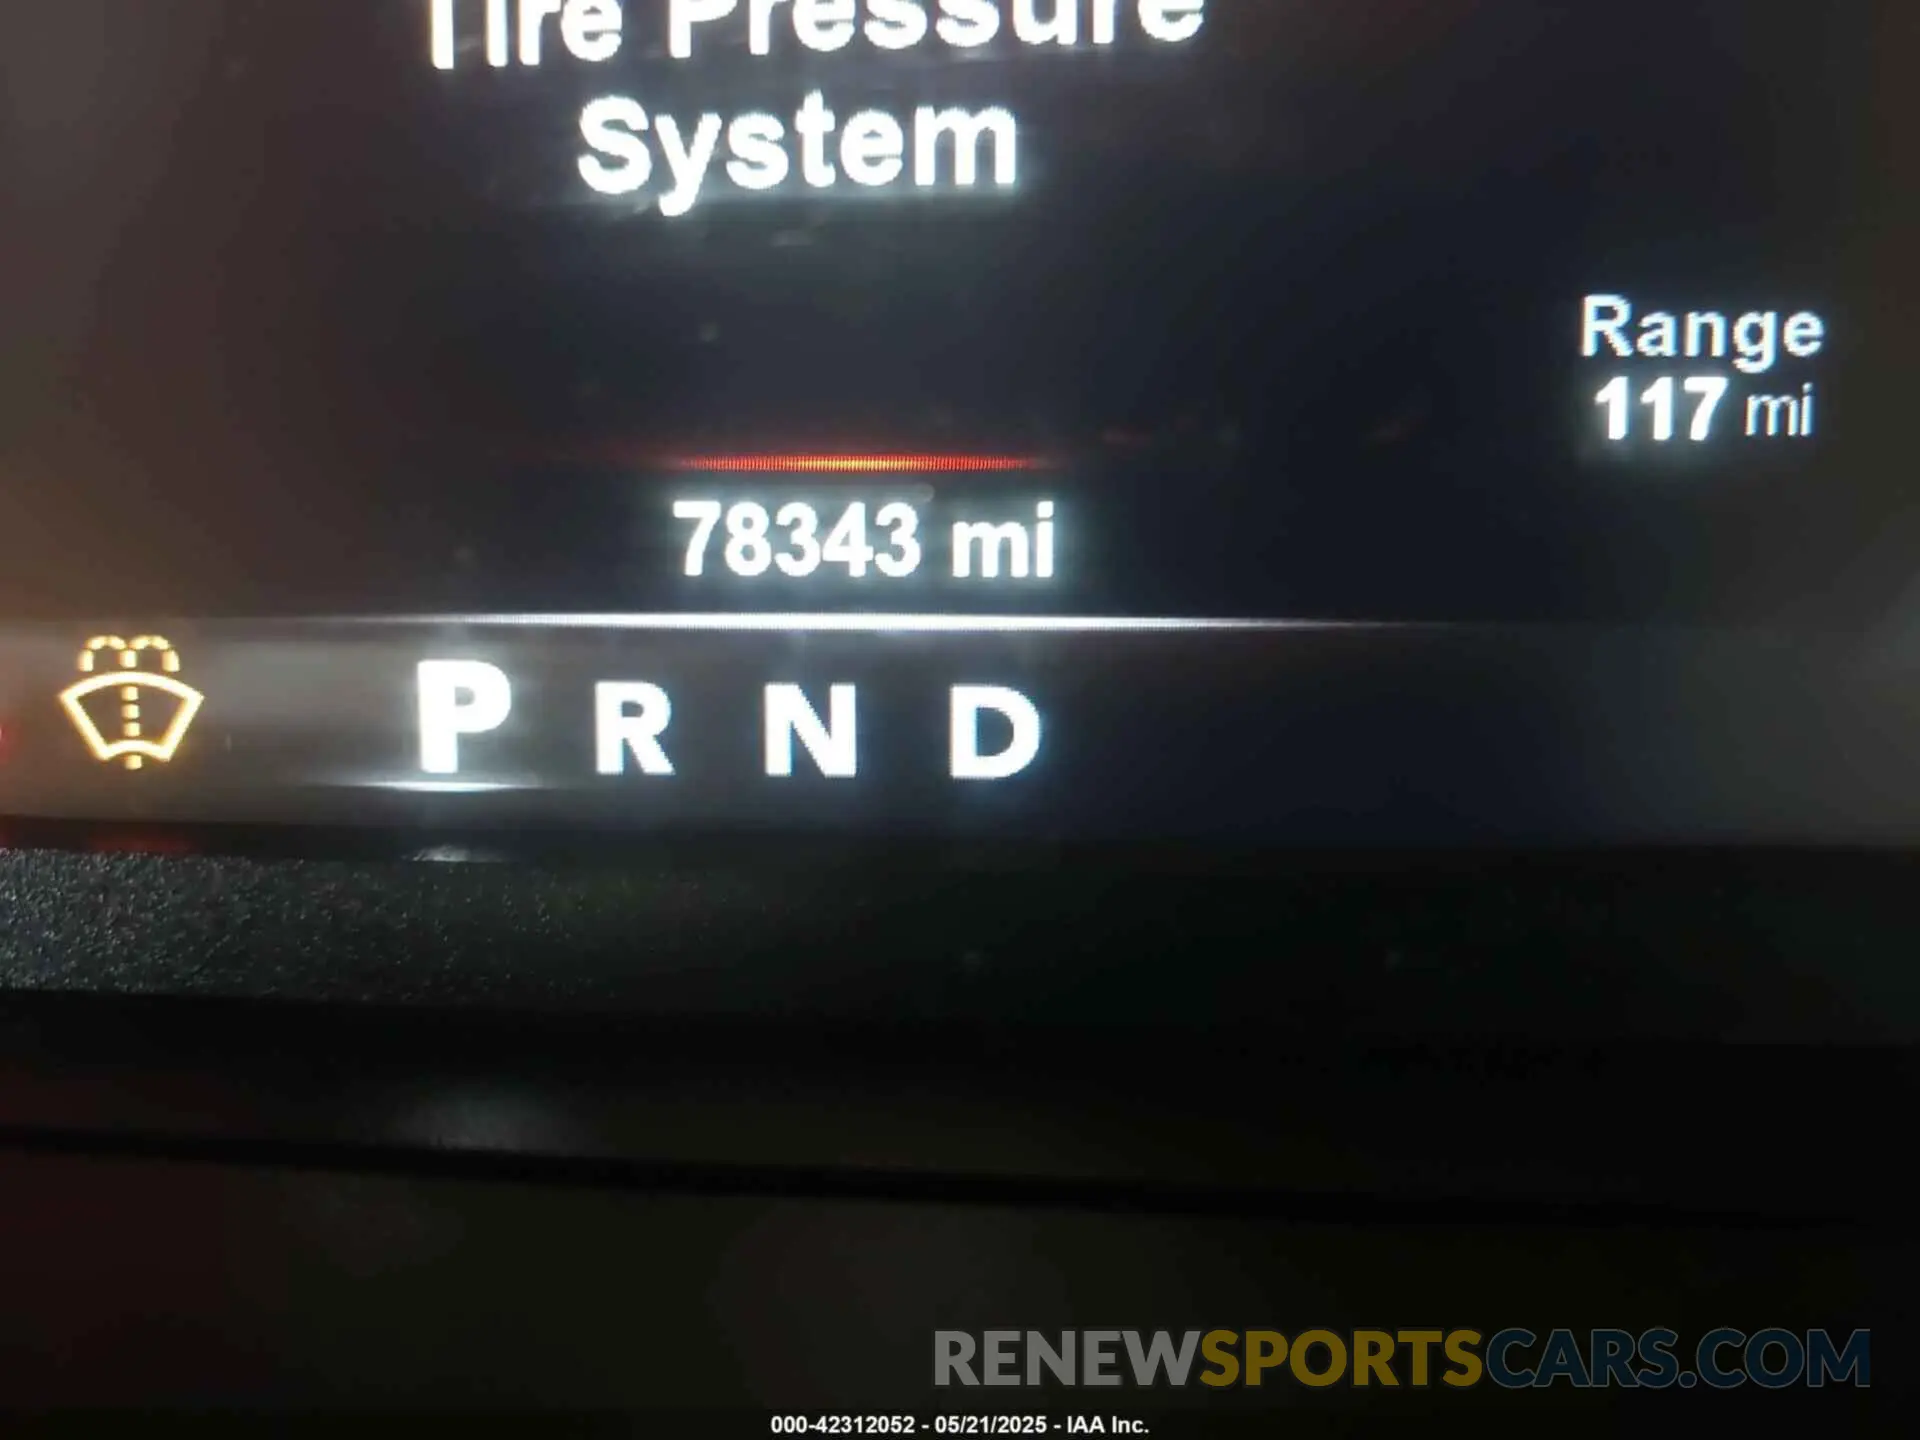 Tire Pressure
System
Range
117 mi
78343 mi
P R N D
RENEWSPORTSCARS.COM
000-42312052 - 05/21/2025 - IAA Inc.